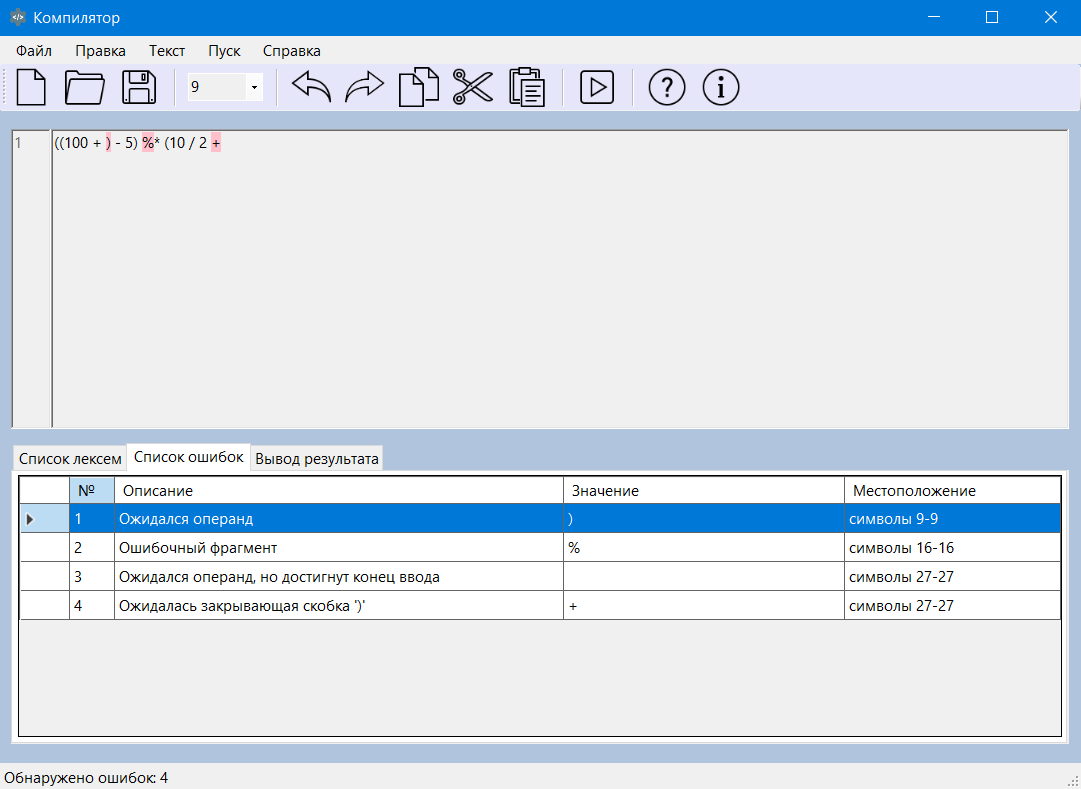 Компилятор
Файл Правка Текст Пуск Справка
9
1 ((100 + ) - 5) %* (10 / 2 +
Список лексем Список ошибок Вывод результата
№ Описание Значение Местоположение
1 Ожидался операнд ) символы 9-9
2 Ошибочный фрагмент % символы 16-16
3 Ожидался операнд, но достигнут конец ввода символы 27-27
4 Ожидалась закрывающая скобка ')' + символы 27-27
Обнаружено ошибок: 4